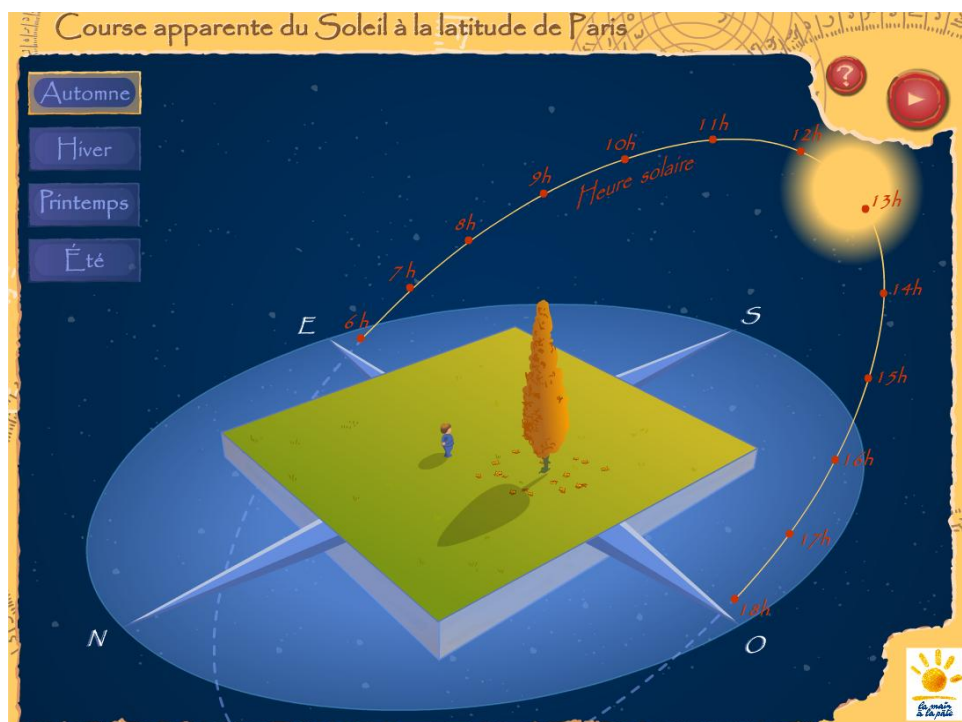 Course apparente du Soleil à la latitude de Paris
Automne
Hiver
Printemps
Été
?
Heure solaire
6h
7h
8h
9h
10h
11h
12h
13h
14h
15h
16h
17h
18h
E
S
N
O
la main
à la pâte